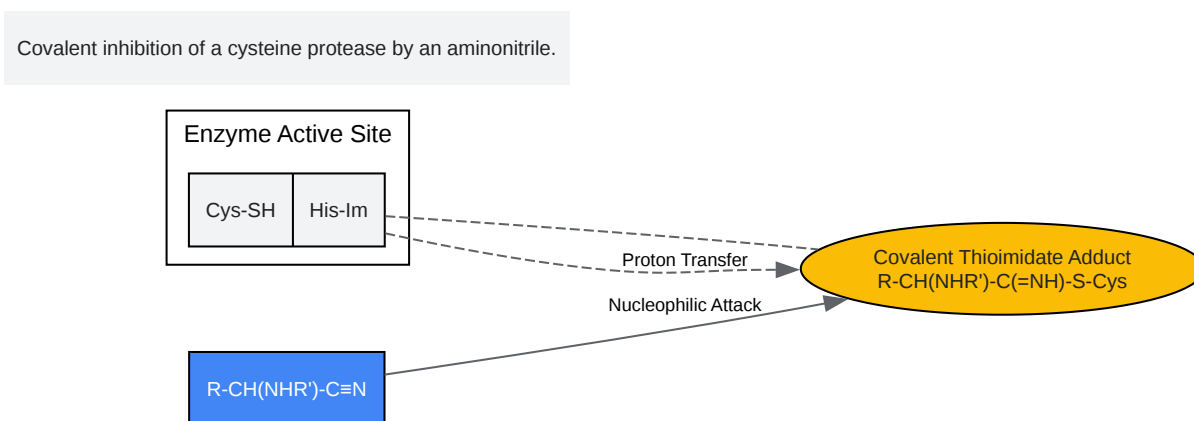 Covalent inhibition of a cysteine protease by an aminonitrile.
Enzyme Active Site
Cys-SH
His-Im
Proton Transfer
Covalent Thioimidate Adduct
R-CH(NHR')-C(=NH)-S-Cys
Nucleophilic Attack
R-CH(NHR')-C≡N